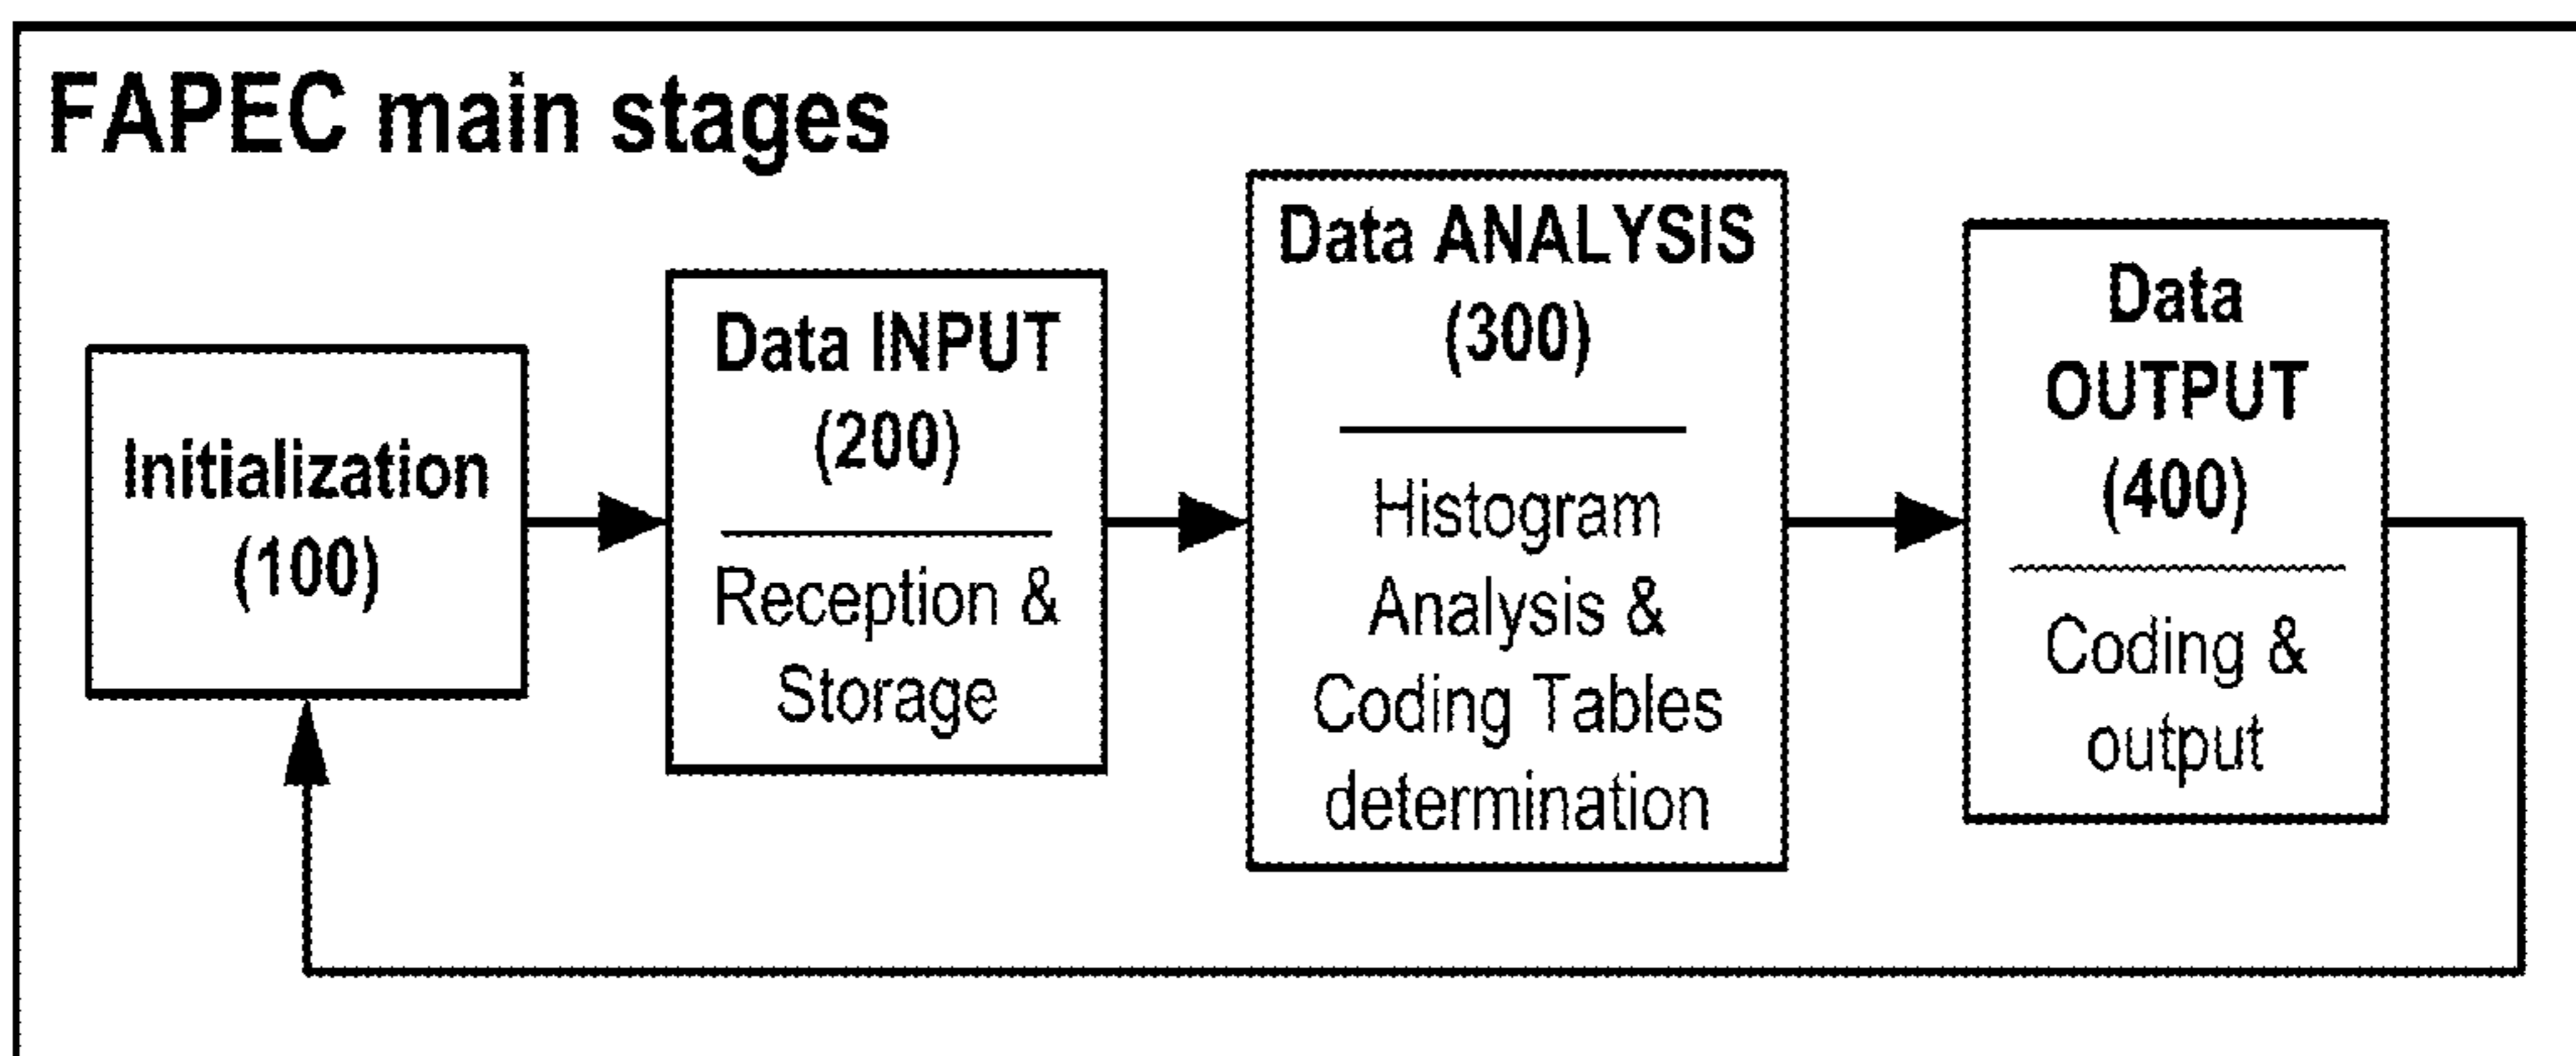 FAPEC main stages
Initialization
(100)
Data INPUT
(200)
Reception &
Storage
Data ANALYSIS
(300)
Histogram
Analysis &
Coding Tables
determination
Data
OUTPUT
(400)
Coding &
output